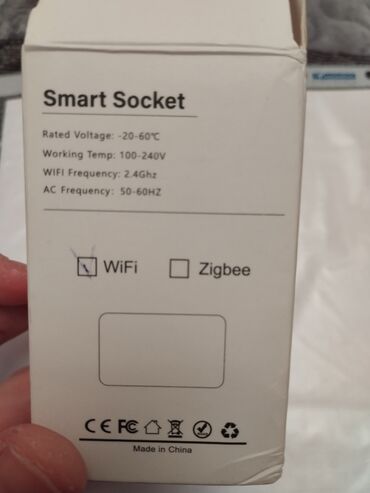 Smart Socket
Rated Voltage: -20-60℃
Working Temp: 100-240V
WIFI Frequency: 2.4Ghz
AC Frequency: 50-60HZ
WiFi Zigbee
CE FC
Made in China